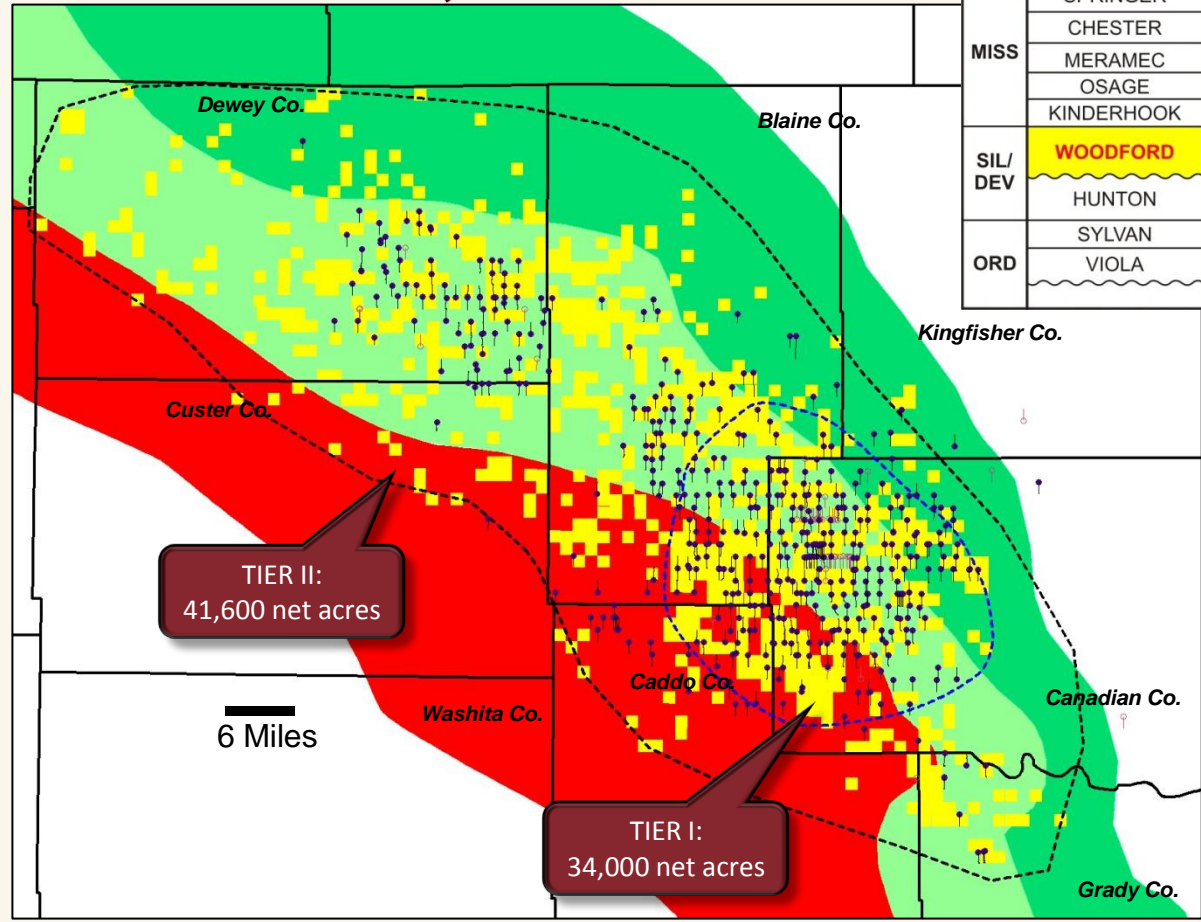 SPRINGER
CHESTER
MISS
MERAMEC
OSAGE
KINDERHOOK
SIL/
DEV
WOODFORD
HUNTON
SYLVAN
ORD
VIOLA
Dewey Co.
Blaine Co.
Kingfisher Co.
Custer Co.
TIER II:
41,600 net acres
Caddo Co.
Canadian Co.
Washita Co.
6 Miles
TIER I:
34,000 net acres
Grady Co.